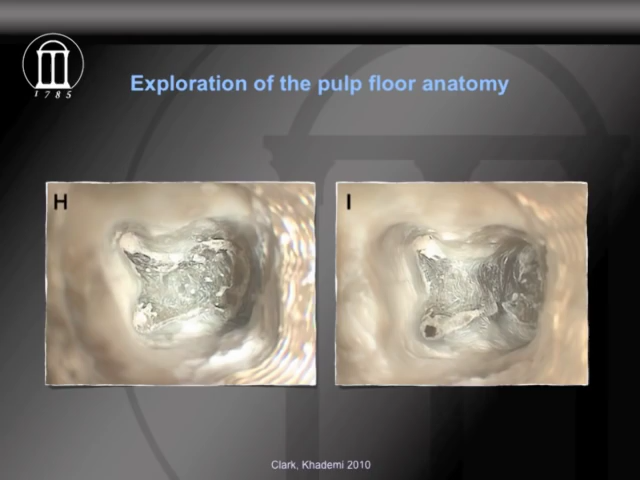 Exploration of the pulp floor anatomy
1785
H
I
Clark, Khademi 2010